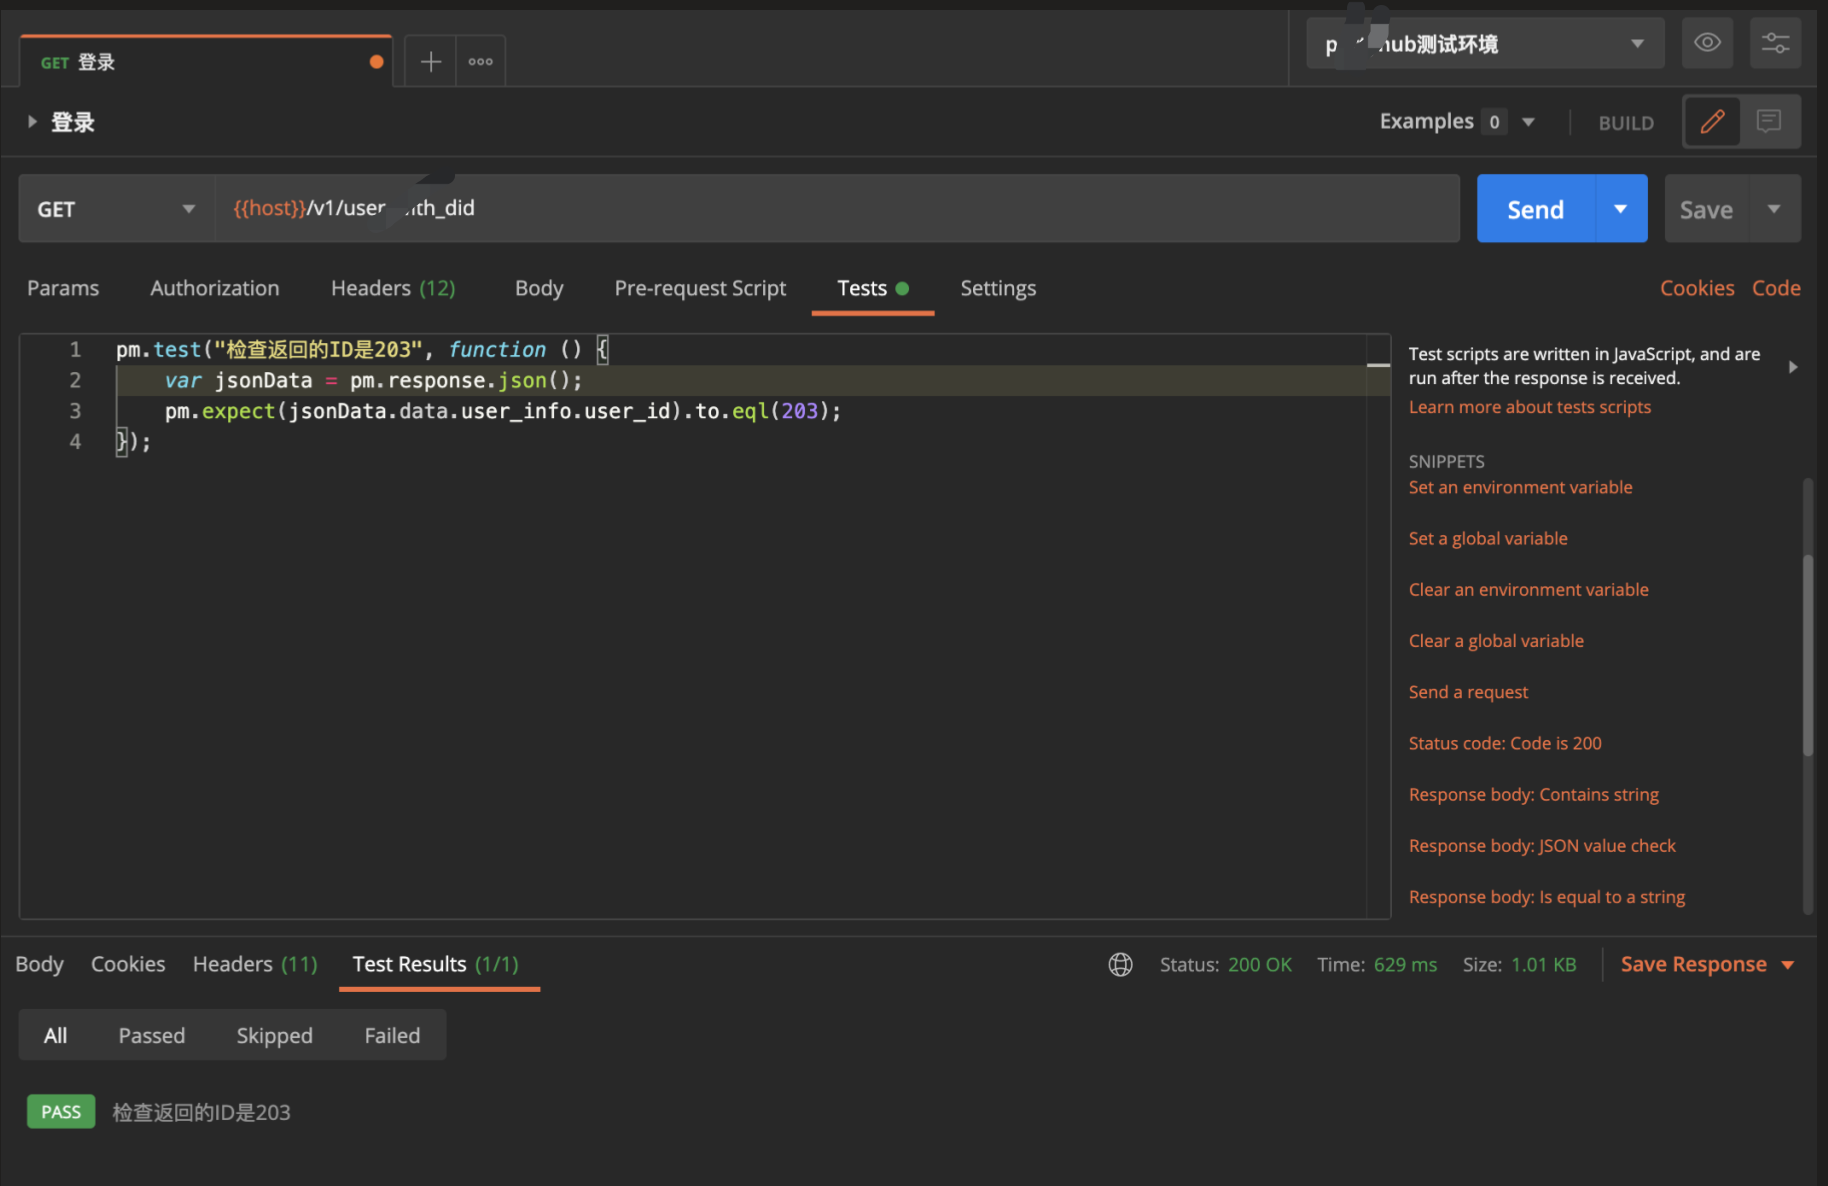 GET 登录
hub测试环境
登录
Examples 0
BUILD
GET
{{host}}/v1/user th_did
Send
Save
Params
Authorization
Headers (12)
Body
Pre-request Script
Tests
Settings
Cookies
Code
1 pm.test("检查返回的ID是203", function () {
2 var jsonData = pm.response.json();
3 pm.expect(jsonData.data.user_info.user_id).to.eql(203);
4 });
Test scripts are written in JavaScript, and are
run after the response is received.
Learn more about tests scripts
SNIPPETS
Set an environment variable
Set a global variable
Clear an environment variable
Clear a global variable
Send a request
Status code: Code is 200
Response body: Contains string
Response body: JSON value check
Response body: Is equal to a string
Body
Cookies
Headers (11)
Test Results (1/1)
Status: 200 OK
Time: 629 ms
Size: 1.01 KB
Save Response
All
Passed
Skipped
Failed
PASS 检查返回的ID是203